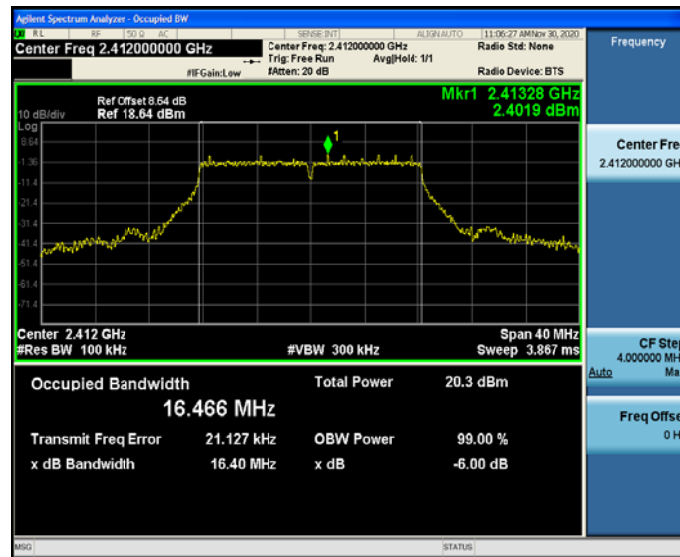 Agilent Spectrum Analyzer - Occupied BW
RL RF 50 Ω AC SENSE:INT ALIGN AUTO 11:06:27 AM Nov 30, 2020
Center Freq 2.412000000 GHz Center Freq: 2.412000000 GHz Radio Std: None
Trig: Free Run Avg|Hold: 1/1
#IFGain:Low #Atten: 20 dB Radio Device: BTS
Frequency
Ref Offset 8.64 dB Mkr1 2.41328 GHz
10 dB/div Ref 18.64 dBm 2.4019 dBm
Log
8.64
1
-1.36
-11.4
-21.4
-31.4
-41.4
-51.4
-61.4
-71.4
Center Fre
2.412000000 GH
Center 2.412 GHz Span 40 MHz
#Res BW 100 kHz #VBW 300 kHz Sweep 3.867 ms
CF Step
4.000000 MH
Auto Ma
Occupied Bandwidth Total Power 20.3 dBm
16.466 MHz
Transmit Freq Error 21.127 kHz OBW Power 99.00 %
x dB Bandwidth 16.40 MHz x dB -6.00 dB
Freq Offse
0 H
MSG STATUS